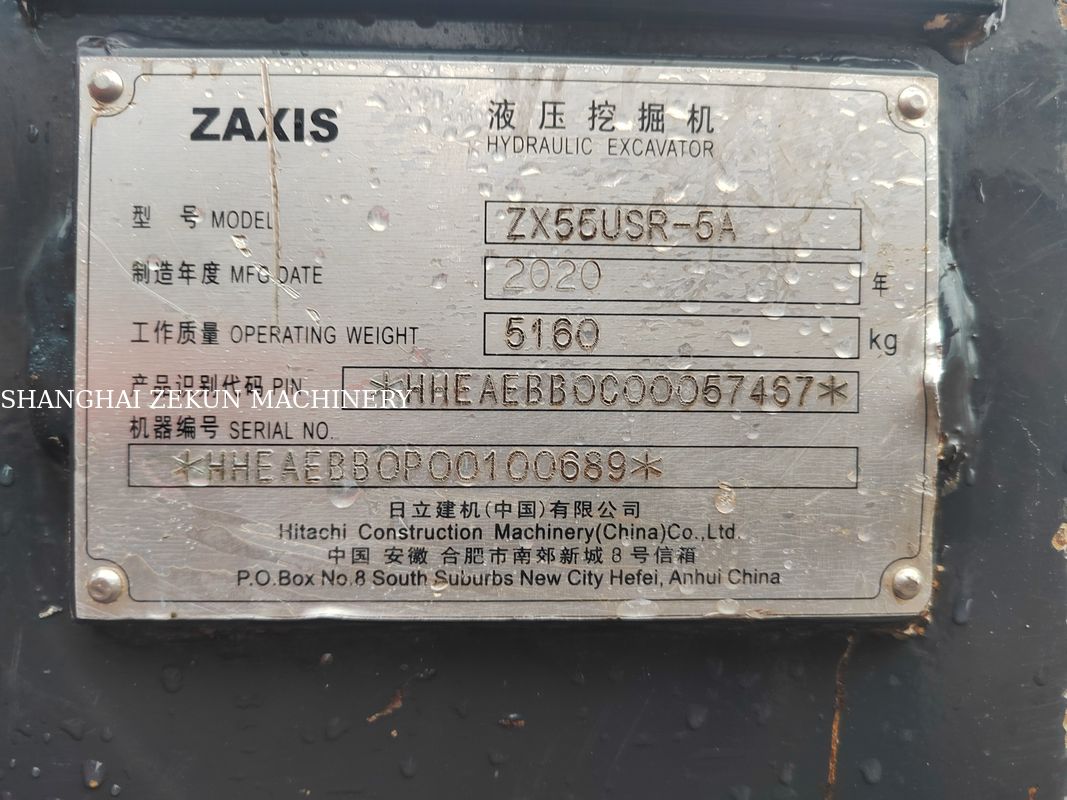 ZAXIS
液压挖掘机
HYDRAULIC EXCAVATOR
型 号 MODEL ZX55USR-5A
制造年度 MFG DATE 2020 年
工作质量 OPERATING WEIGHT 5160 kg
产品识别代码 PIN *HHEAEBB0C00057467*
SHANGHAI ZEKUN MACHINERY
机器编号 SERIAL NO.
*HHEAEBB0P00100689*
日立建机(中国)有限公司
Hitachi Construction Machinery(China)Co.,Ltd.
中国 安徽 合肥市南郊新城 8 号信箱
P.O.Box No.8 South Suburbs New City Hefei, Anhui China